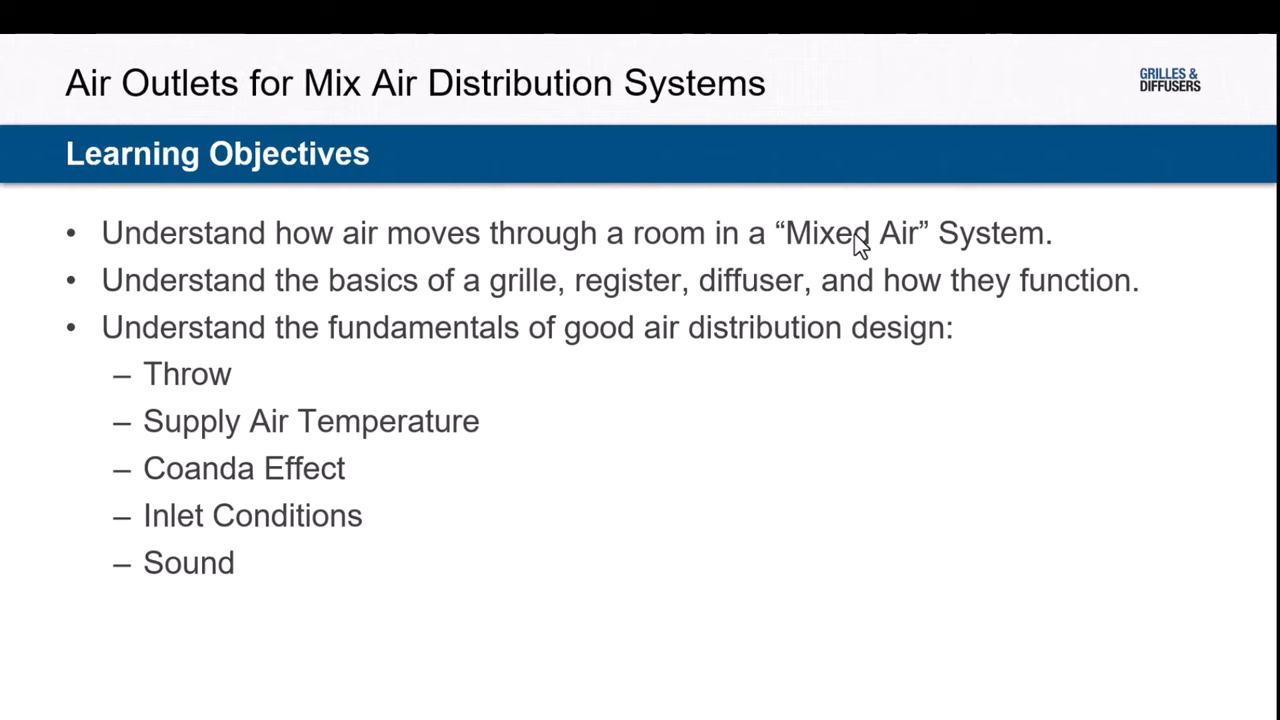 Air Outlets for Mix Air Distribution Systems
GRILLES &
DIFFUSERS
Learning Objectives
• Understand how air moves through a room in a “Mixed Air” System.
• Understand the basics of a grille, register, diffuser, and how they function.
• Understand the fundamentals of good air distribution design:
– Throw
– Supply Air Temperature
– Coanda Effect
– Inlet Conditions
– Sound